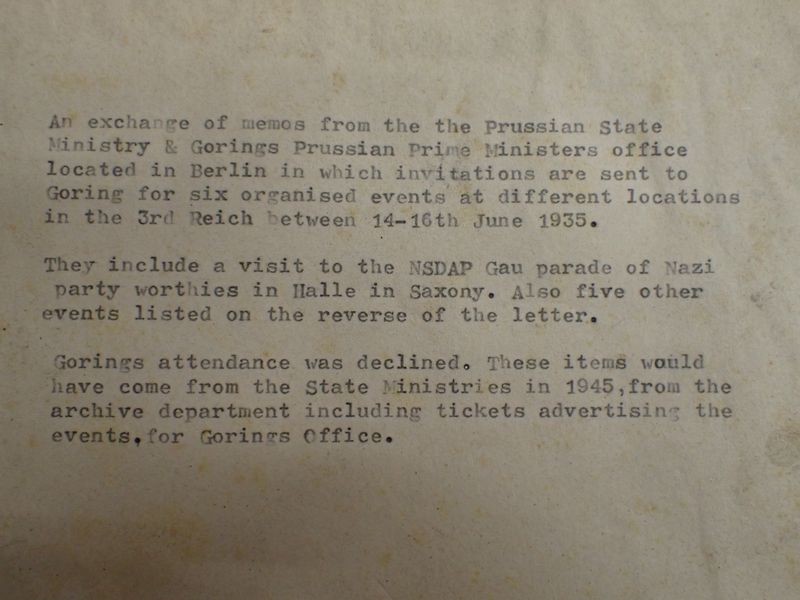 An exchange of memos from the the Prussian State
Ministry & Gorings Prussian Prime Ministers office
located in Berlin in which invitations are sent to
Goring for six organised events at different locations
in the 3rd Reich between 14-16th June 1935.
They include a visit to the NSDAP Gau parade of Nazi
party worthies in Halle in Saxony. Also five other
events listed on the reverse of the letter.
Gorings attendance was declined. These items would
have come from the State Ministries in 1945,from the
archive department including tickets advertising the
events,for Gorings Office.